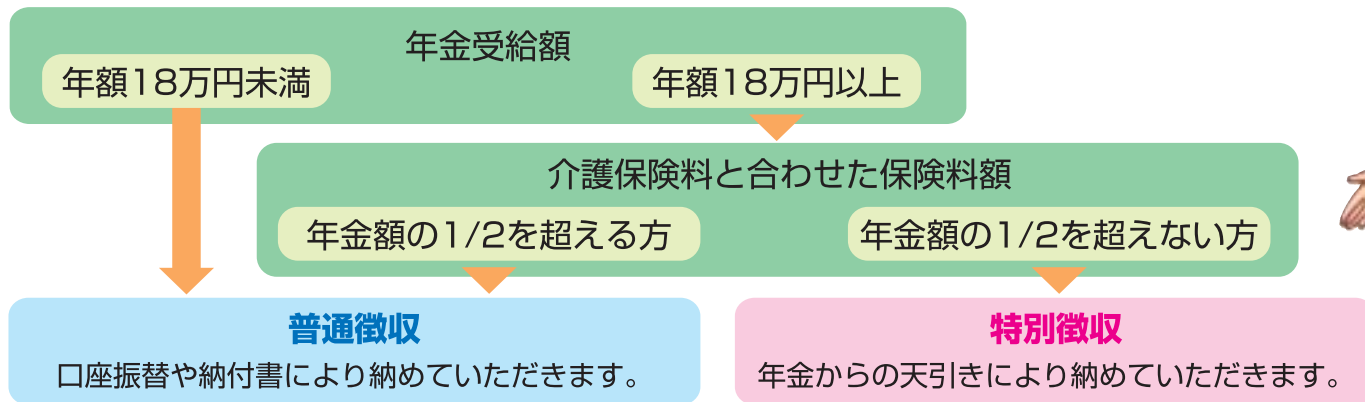 年金受給額
年額18万円未満
年額18万円以上
介護保険料と合わせた保険料額
年金額の1/2を超える方
年金額の1/2を超えない方
普通徴収
口座振替や納付書により納めていただきます。
特別徴収
年金からの天引きにより納めていただきます。